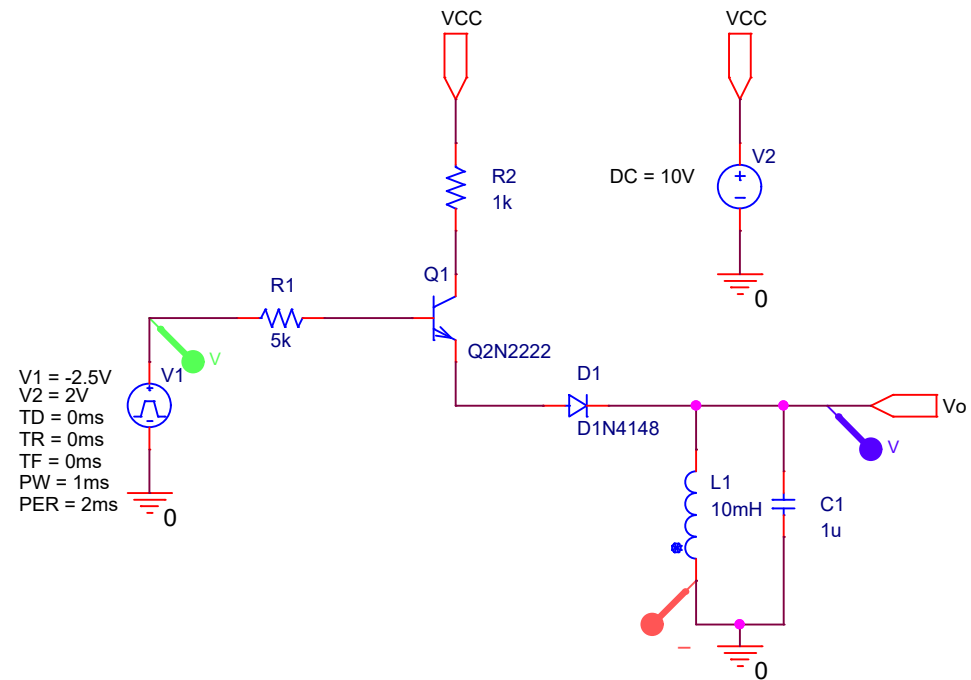 VCC
VCC
V2
DC = 10V
R2
1k
0
Q1
R1
5k
Q2N2222
V
V1
V1 = -2.5V
V2 = 2V
TD = 0ms
TR = 0ms
TF = 0ms
PW = 1ms
PER = 2ms
0
D1
D1N4148
Vo
V
L1
10mH
C1
1u
0